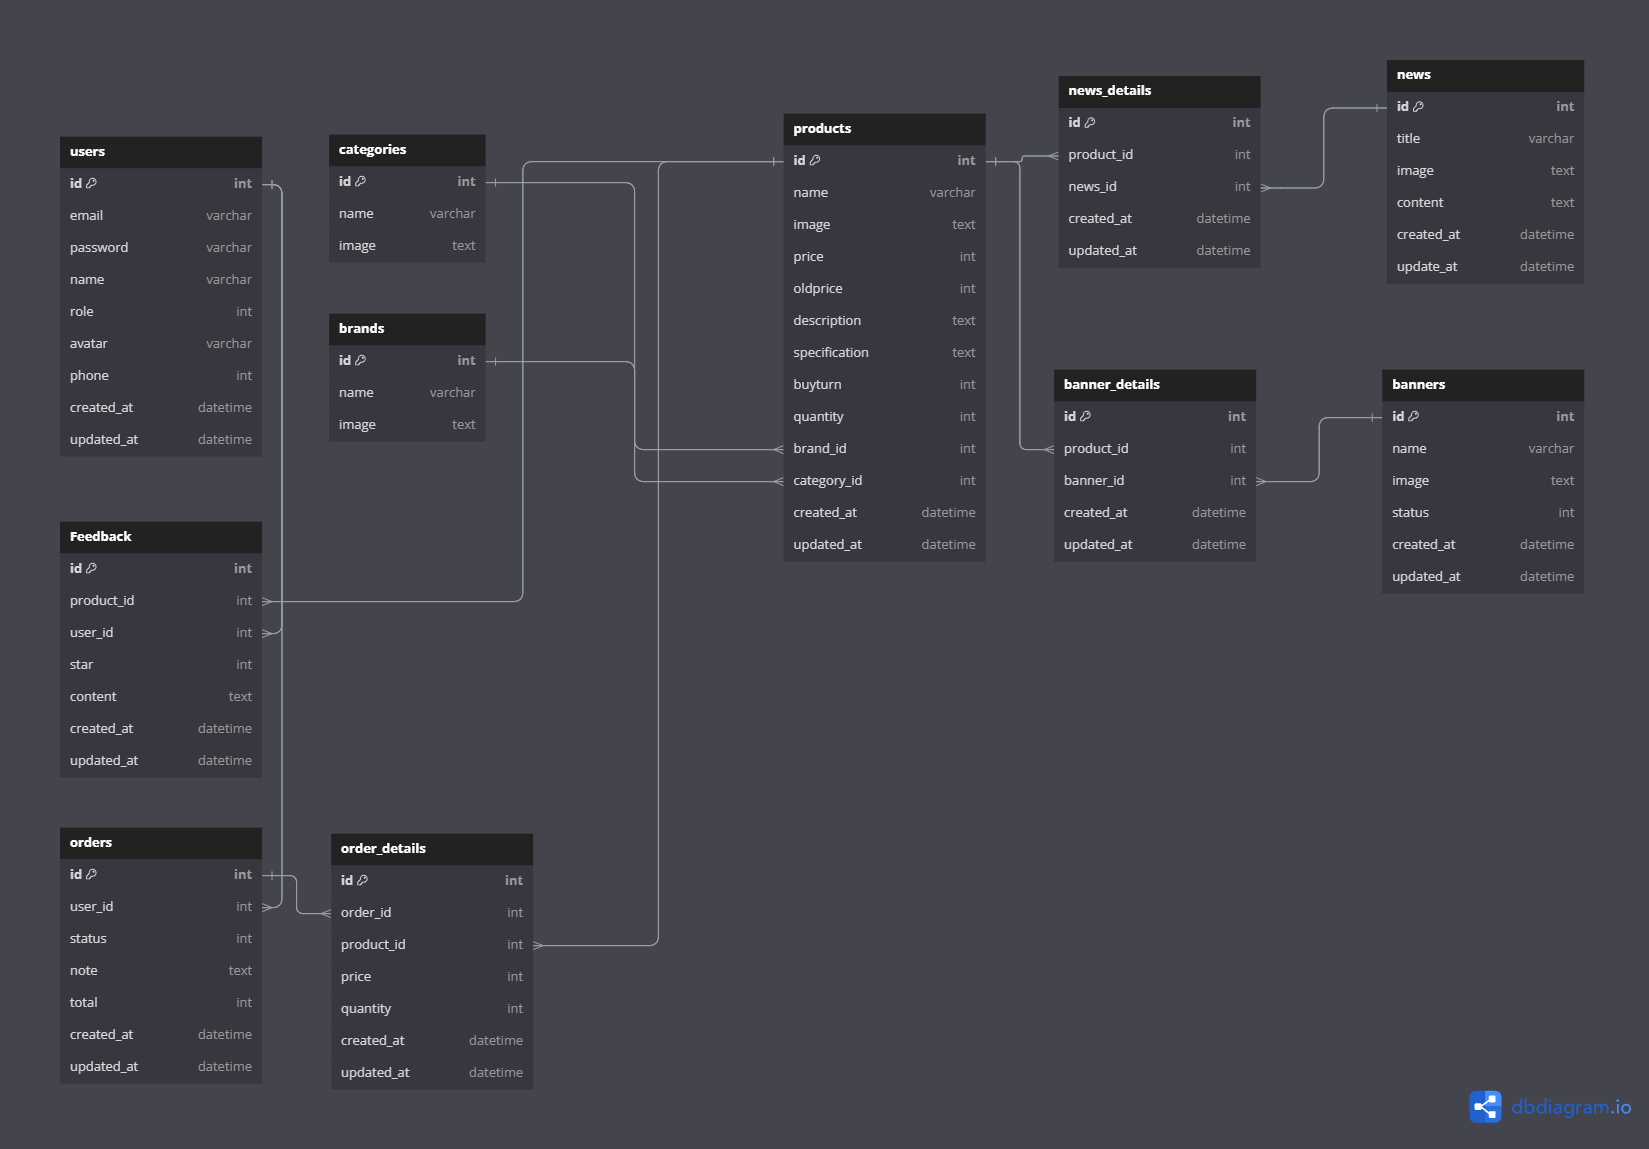 users
id int
email varchar
password varchar
name varchar
role int
avatar varchar
phone int
created_at datetime
updated_at datetime
categories
id int
name varchar
image text
brands
id int
name varchar
image text
products
id int
name varchar
image text
price int
oldprice int
description text
specification text
buyturn int
quantity int
brand_id int
category_id int
created_at datetime
updated_at datetime
news_details
id int
product_id int
news_id int
created_at datetime
updated_at datetime
news
id int
title varchar
image text
content text
created_at datetime
update_at datetime
banner_details
id int
product_id int
banner_id int
created_at datetime
updated_at datetime
banners
id int
name varchar
image text
status int
created_at datetime
updated_at datetime
Feedback
id int
product_id int
user_id int
star int
content text
created_at datetime
updated_at datetime
orders
id int
user_id int
status int
note text
total int
created_at datetime
updated_at datetime
order_details
id int
order_id int
product_id int
price int
quantity int
created_at datetime
updated_at datetime
dbdiagram.io